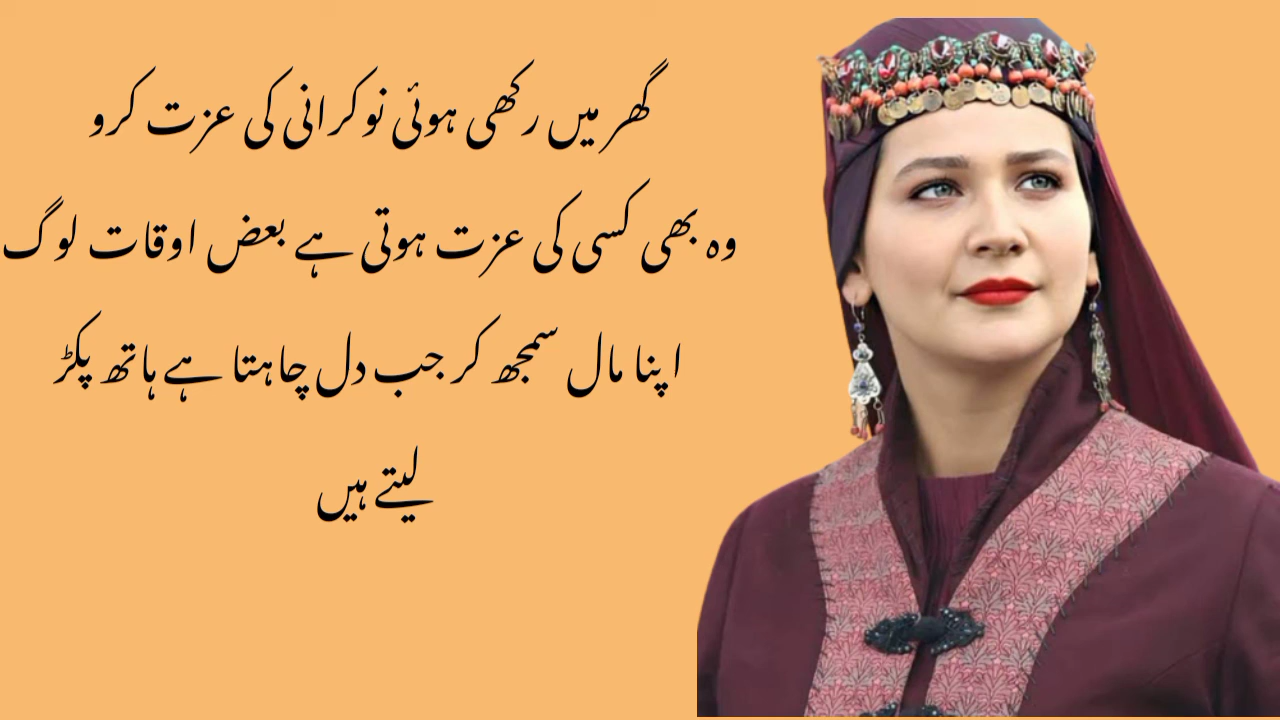 گھر میں رکھی ہوئی نوکرانی کی عزت کرو
وہ بھی کسی کی عزت ہوتی ہے بعض اوقات لوگ
اپنا مال سمجھ کر جب دل چاہتا ہے ہاتھ پکڑ
لیتے ہیں